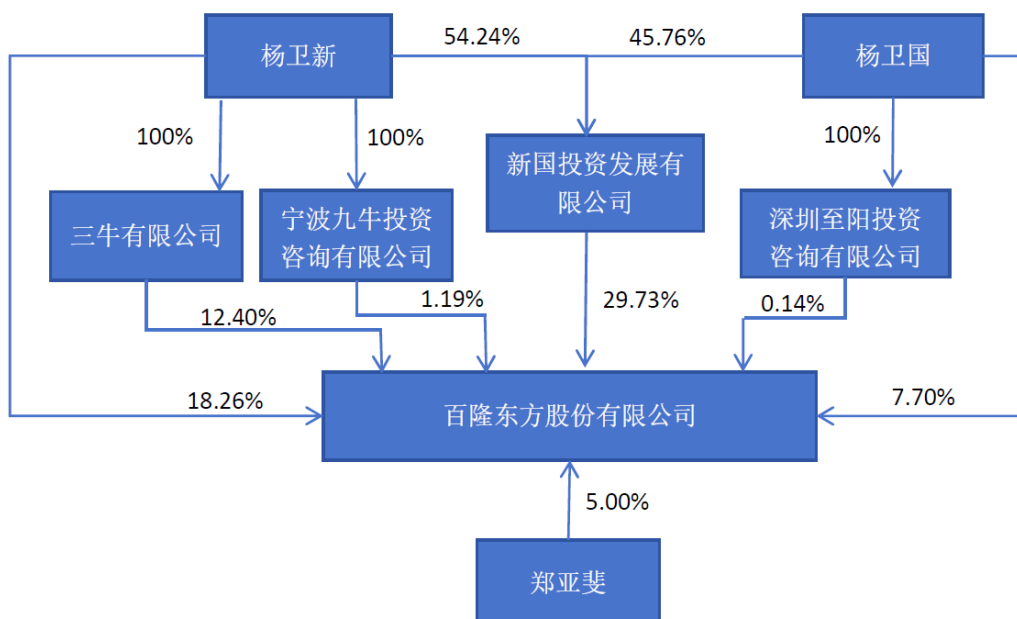 54.24%
45.76%
杨卫新
杨卫国
100%
100%
100%
新国投资发展有
限公司
三牛有限公司
宁波九牛投资
咨询有限公司
深圳至阳投资
咨询有限公司
12.40%
1.19%
29.73%
0.14%
18.26%
百隆东方股份有限公司
7.70%
5.00%
郑亚斐